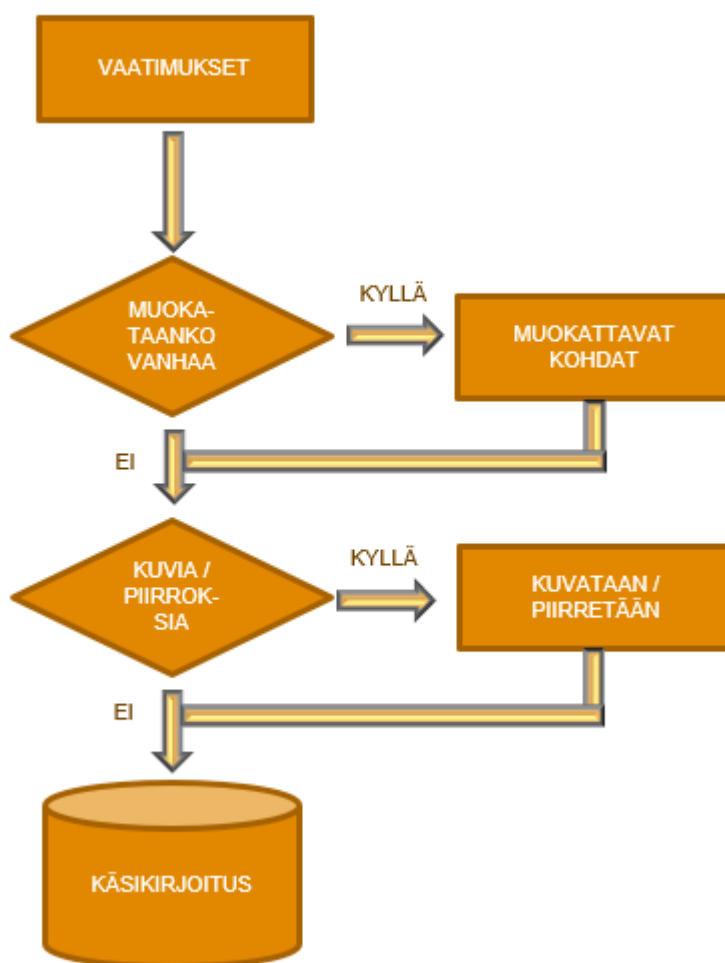 VAATIMUKSET
MUOKA-
TAANKO
VANHAA
KYLLÄ
MUOKATTAVAT
KOHDAT
EI
KUVIA /
PIIRROK-
SIA
KYLLÄ
KUVATAAN /
PIIRRETÄÄN
EI
KÄSIKIRJOITUS